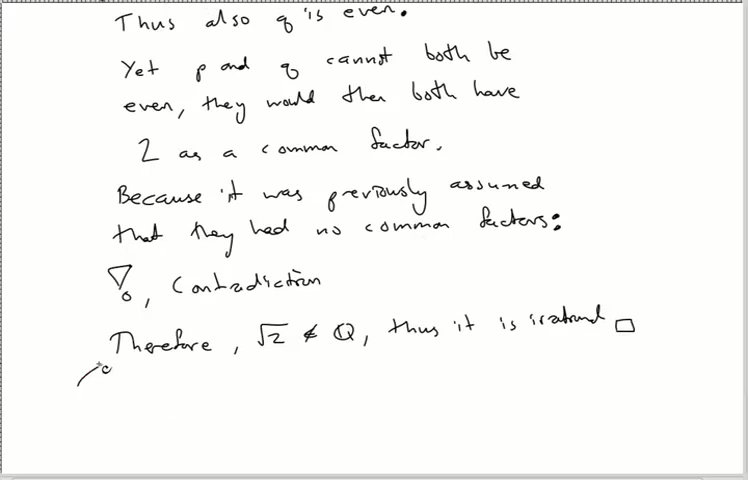 Thus also q is even.
Yet p and q cannot both be
even, they would then both have
2 as a common factor.
Because it was previously assumed
that they had no common factors:
, Contradiction
Therefore, √2 ∉ ℚ, thus it is irational □